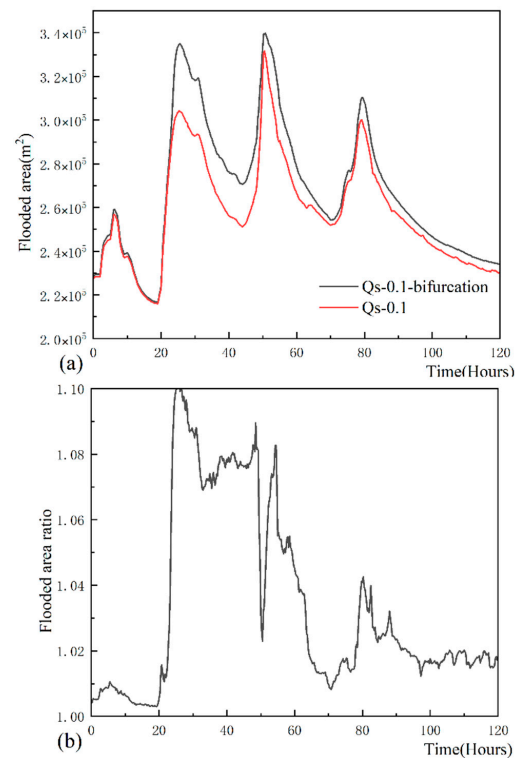 3.4×10⁵
3.2×10⁵
3.0×10⁵
2.8×10⁵
2.6×10⁵
2.4×10⁵
2.2×10⁵
2.0×10⁵
Flooded area(m²)
Qs-0.1-bifurcation
Qs-0.1
0 20 40 60 80 100 120
(a)
Time(Hours)
1.10
1.08
1.06
1.04
1.02
1.00
Flooded area ratio
0 20 40 60 80 100 120
(b)
Time(Hours)